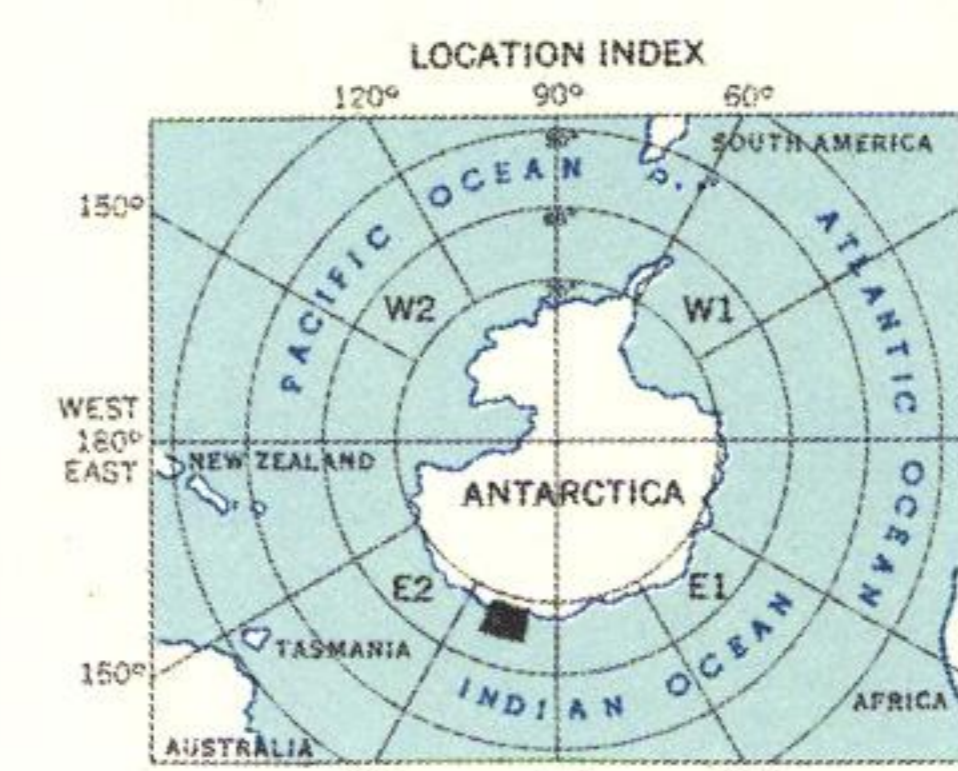 LOCATION INDEX
120° 90° 60°
SOUTH AMERICA
150°
PACIFIC OCEAN
ATLANTIC OCEAN
W2 W1
WEST
180°
EAST
NEW ZEALAND
ANTARCTICA
E2 E1
TASMANIA
150°
INDIAN OCEAN
AFRICA
AUSTRALIA